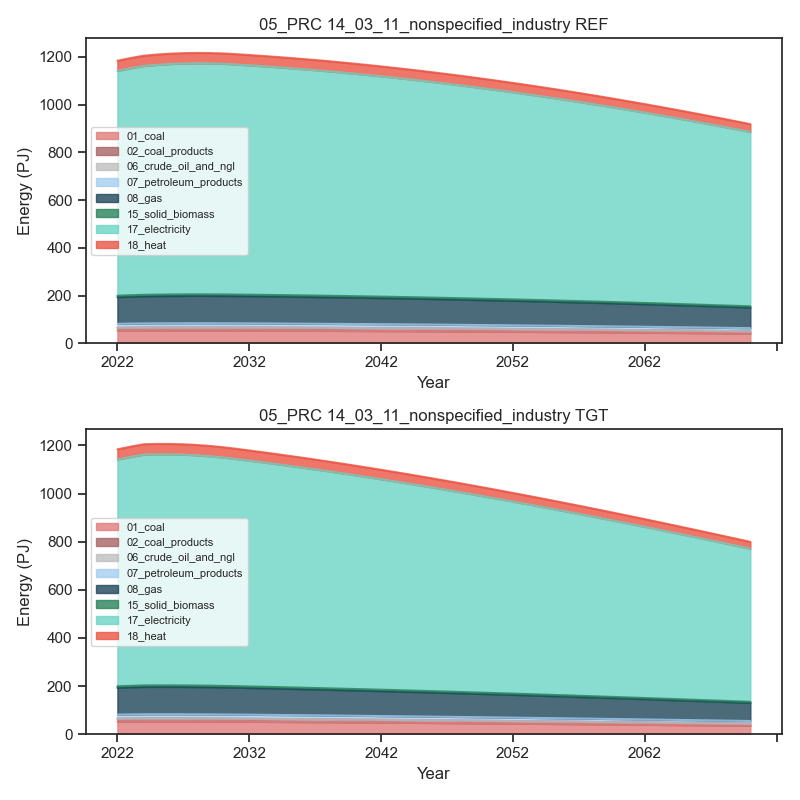 05_PRC 14_03_11_nonspecified_industry REF
1200
1000
800
600
400
200
0
Energy (PJ)
01_coal
02_coal_products
06_crude_oil_and_ngl
07_petroleum_products
08_gas
15_solid_biomass
17_electricity
18_heat
2022 2032 2042 2052 2062
Year
05_PRC 14_03_11_nonspecified_industry TGT
1200
1000
800
600
400
200
0
Energy (PJ)
01_coal
02_coal_products
06_crude_oil_and_ngl
07_petroleum_products
08_gas
15_solid_biomass
17_electricity
18_heat
2022 2032 2042 2052 2062
Year